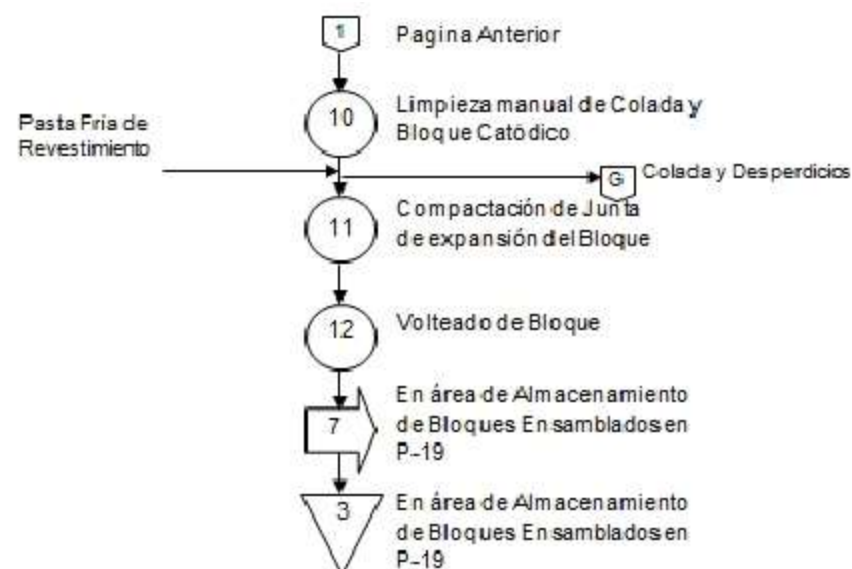 1
Pagina Anterior
10
Limpieza manual de Colada y
Bloque Catódico
Pasta Fría de
Revestimiento
G
Colada y Desperdicios
11
Compactación de Junta
de expansión del Bloque
12
Volteado de Bloque
7
En área de Almacenamiento
de Bloques Ensamblados en
P-19
3
En área de Almacenamiento
de Bloques Ensamblados en
P-19